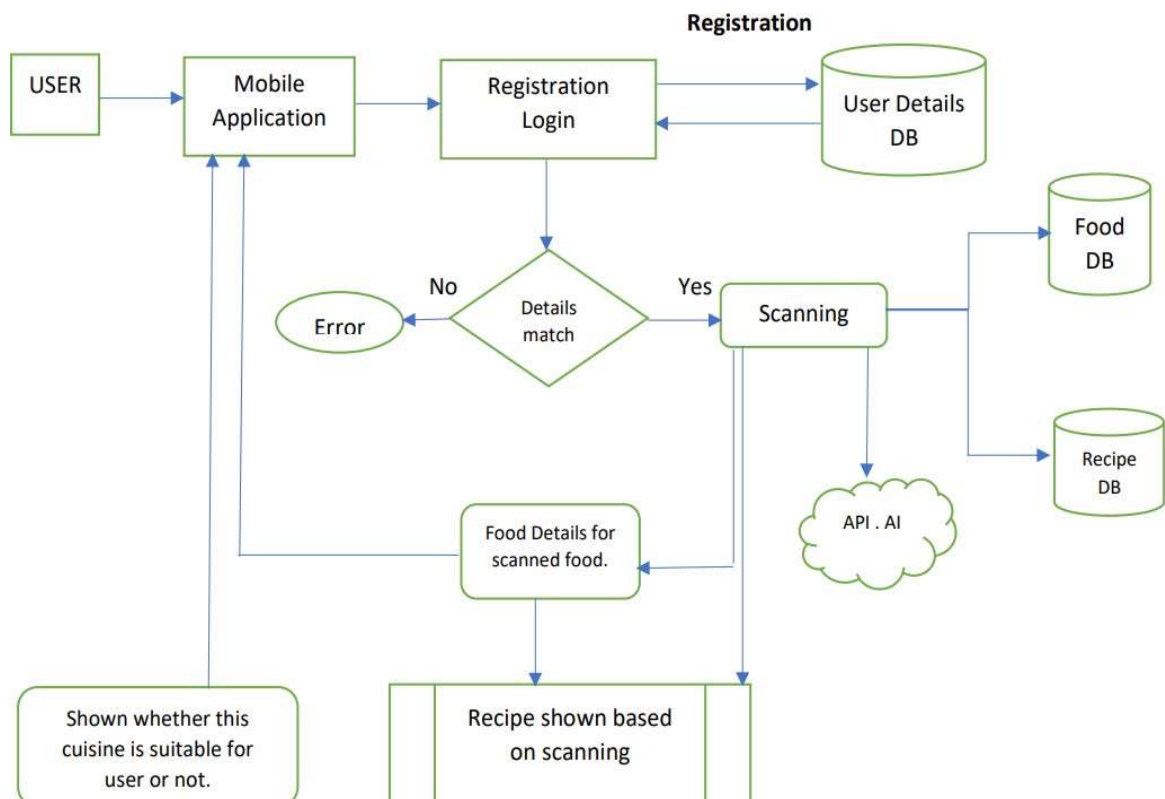 Registration
USER
Mobile
Application
Registration
Login
User Details
DB
Food
DB
No
Details
match
Yes
Scanning
Error
Recipe
DB
API . AI
Food Details for
scanned food.
Shown whether this
cuisine is suitable for
user or not.
Recipe shown based
on scanning